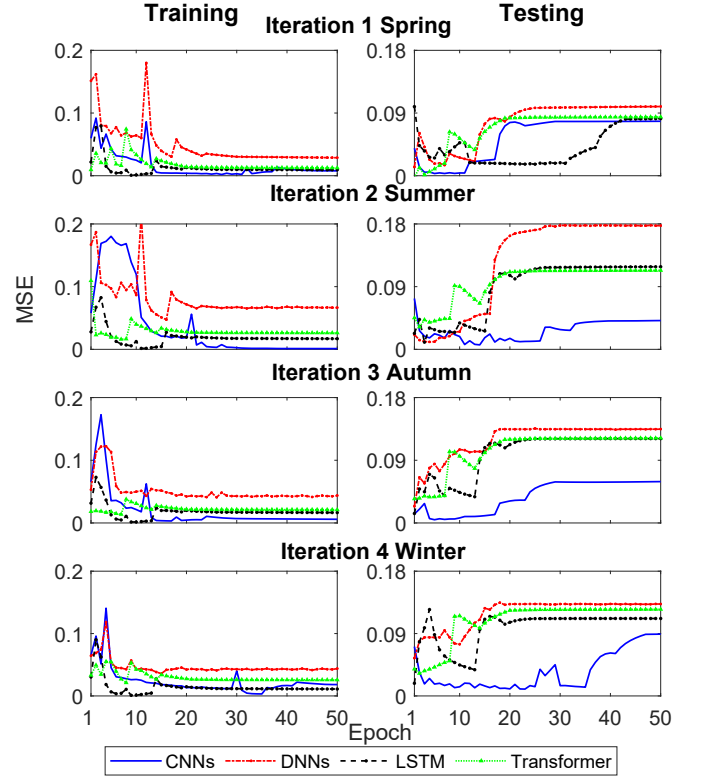 Training Testing
Iteration 1 Spring
0.2 0.18
0.1 0.09
0 0
Iteration 2 Summer
0.2 0.18
0.1 0.09
0 0
MSE
Iteration 3 Autumn
0.2 0.18
0.1 0.09
0 0
Iteration 4 Winter
0.2 0.18
0.1 0.09
0 0
1 10 20 30 40 50 1 10 20 30 40 50
Epoch
CNNs DNNs LSTM Transformer